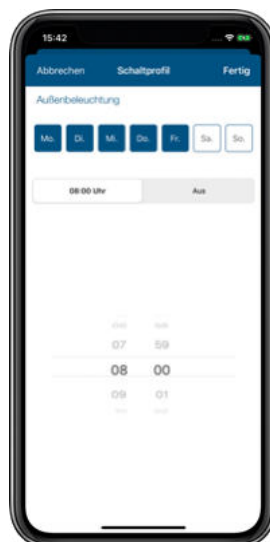 15:42
Abbrechen Schaltprofil Fertig
Außenbeleuchtung
Mo. Di. Mi. Do. Fr. Sa. So.
08:00 Uhr Aus
07 59
08 00
09 01